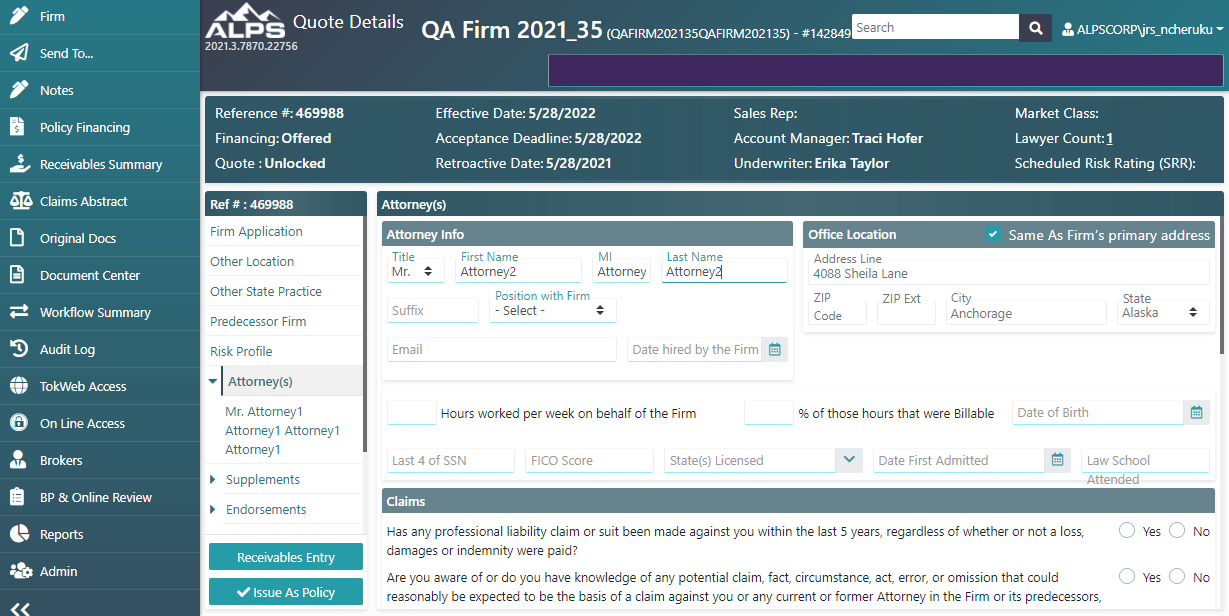 Firm
Send To...
Notes
Policy Financing
Receivables Summary
Claims Abstract
Original Docs
Document Center
Workflow Summary
Audit Log
TokWeb Access
On Line Access
Brokers
BP & Online Review
Reports
Admin
ALPS
2021.3.7870.22756
Quote Details
QA Firm 2021_35 (QAFIRM202135QAFIRM202135) - #142849
Search
ALPSCORP\jrs_ncheruku
Reference #: 469988
Financing: Offered
Quote : Unlocked
Effective Date: 5/28/2022
Acceptance Deadline: 5/28/2022
Retroactive Date: 5/28/2021
Sales Rep:
Account Manager: Traci Hofer
Underwriter: Erika Taylor
Market Class:
Lawyer Count: 1
Scheduled Risk Rating (SRR):
Ref # : 469988
Firm Application
Other Location
Other State Practice
Predecessor Firm
Risk Profile
Attorney(s)
Mr. Attorney1
Attorney1 Attorney1
Attorney1
Supplements
Endorsements
Receivables Entry
Issue As Policy
Attorney(s)
Attorney Info
Title
Mr.
First Name
Attorney2
MI
Attorney
Last Name
Attorney2
Suffix
Position with Firm
- Select -
Email
Date hired by the Firm
Office Location
Same As Firm's primary address
Address Line
4088 Sheila Lane
ZIP
Code
ZIP Ext
City
Anchorage
State
Alaska
Hours worked per week on behalf of the Firm
% of those hours that were Billable
Date of Birth
Last 4 of SSN
FICO Score
State(s) Licensed
Date First Admitted
Law School
Attended
Claims
Has any professional liability claim or suit been made against you within the last 5 years, regardless of whether or not a loss,
damages or indemnity were paid?
Yes No
Are you aware of or do you have knowledge of any potential claim, fact, circumstance, act, error, or omission that could
reasonably be expected to be the basis of a claim against you or any current or former Attorney in the Firm or its predecessors,
Yes No